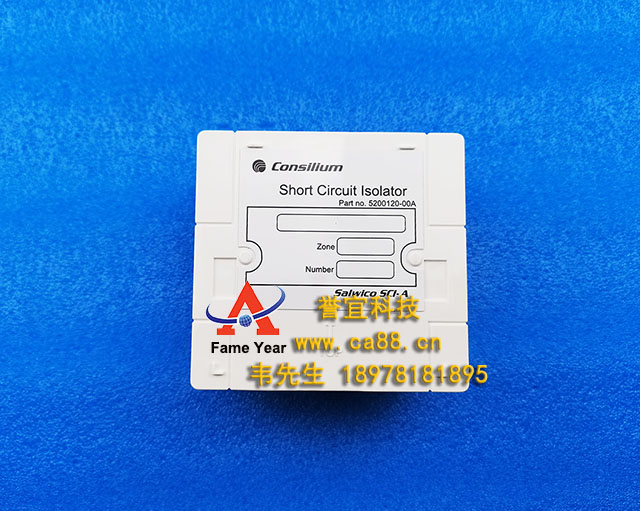 Consilium
Short Circuit Isolator
Part no. 5200120-00A
Zone
Number
Salwico SCI-A
Fame Year
誉宜科技
www.ca88.cn
韦先生 18978181895